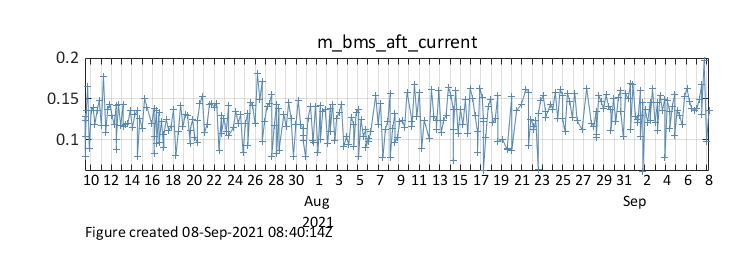 m_bms_aft_current
0.2
0.15
0.1
10 12 14 16 18 20 22 24 26 28 30 1 3 5 7 9 11 13 15 17 19 21 23 25 27 29 31 2 4 6 8
Aug Sep
2021
Figure created 08-Sep-2021 08:40:14Z